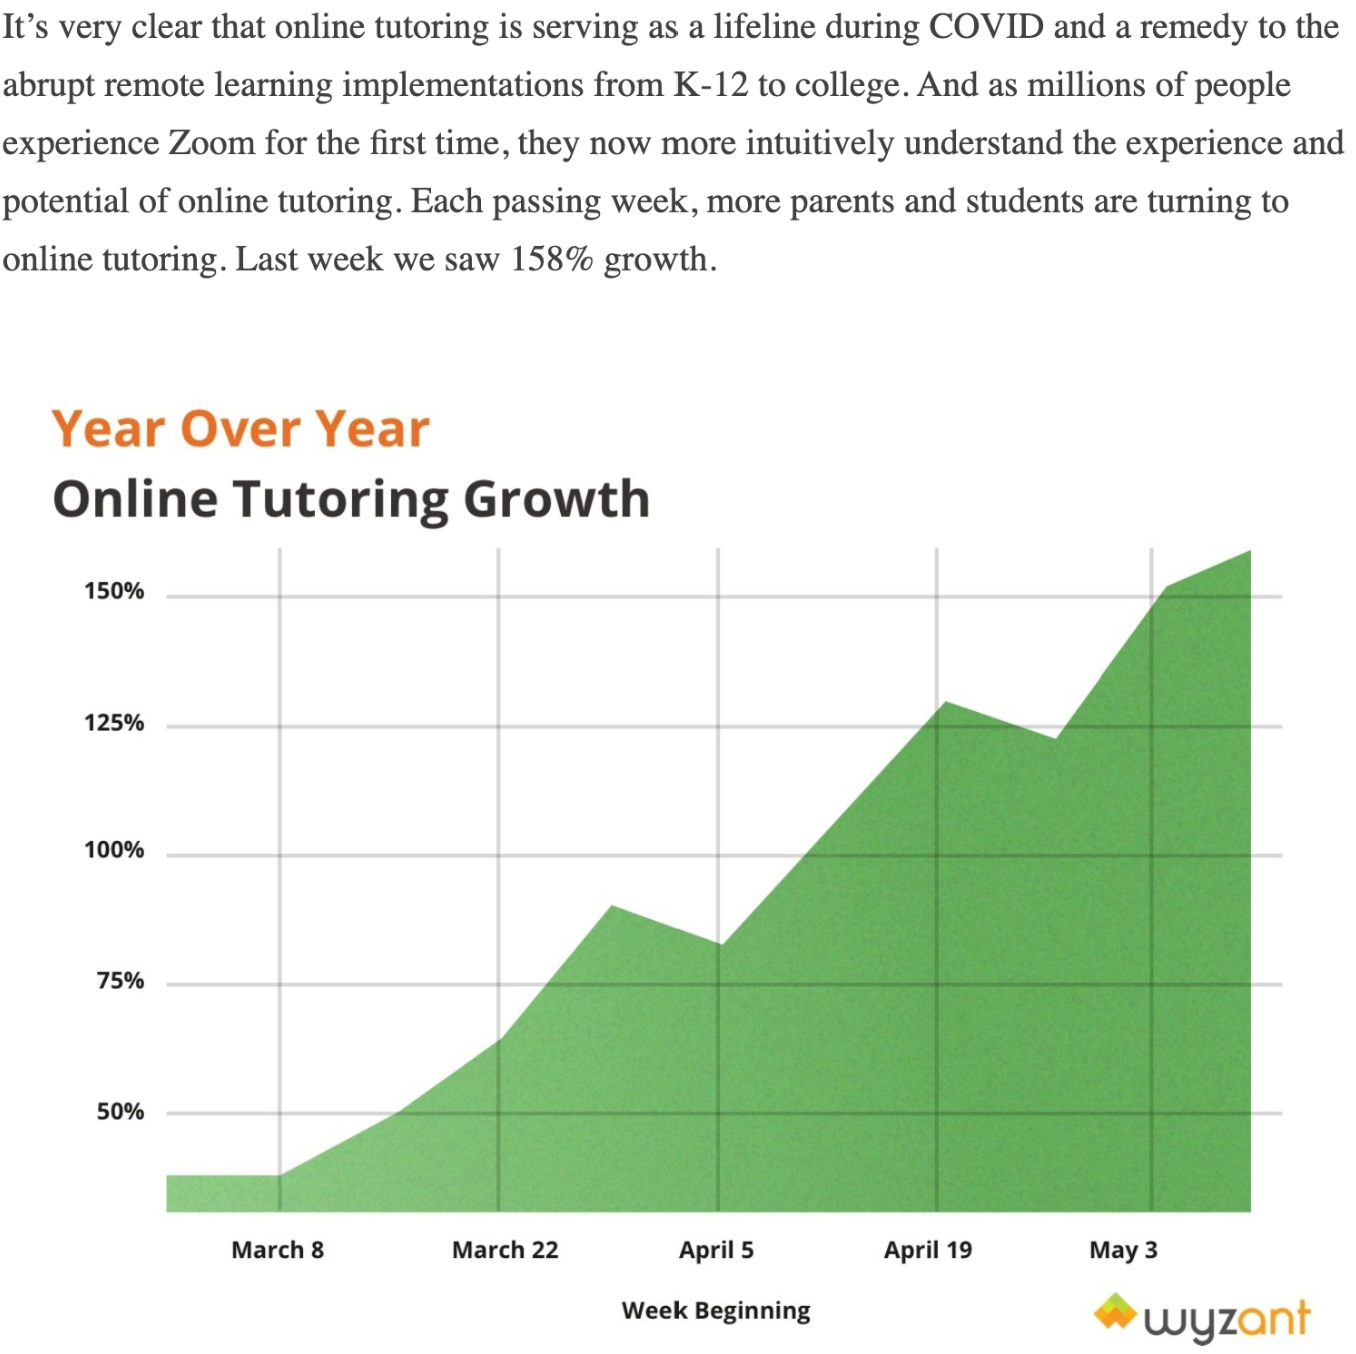 It’s very clear that online tutoring is serving as a lifeline during COVID and a remedy to the
abrupt remote learning implementations from K-12 to college. And as millions of people
experience Zoom for the first time, they now more intuitively understand the experience and
potential of online tutoring. Each passing week, more parents and students are turning to
online tutoring. Last week we saw 158% growth.
Year Over Year
Online Tutoring Growth
150%
125%
100%
75%
50%
March 8
March 22
April 5
April 19
May 3
Week Beginning
wyzant